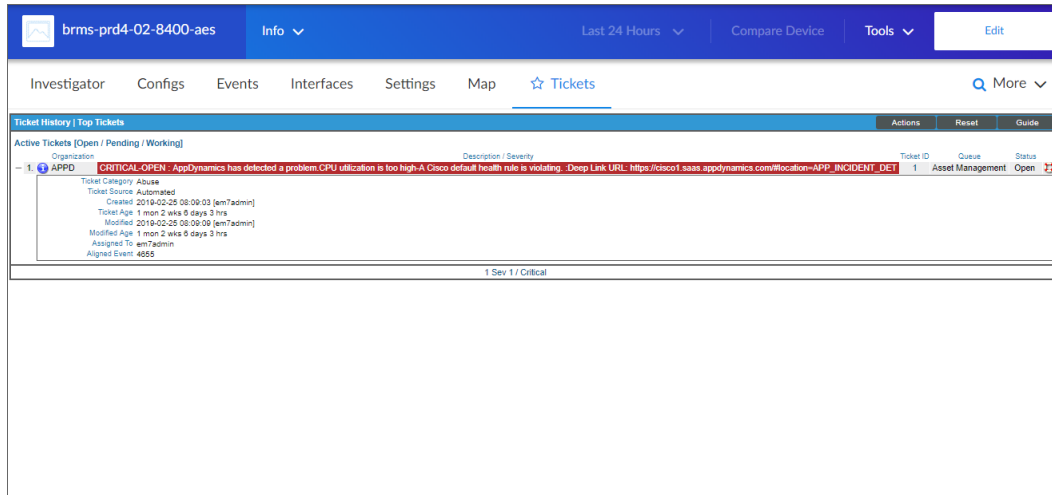 brms-prd4-02-8400-aes Info Last 24 Hours Compare Device Tools Edit
Investigator Configs Events Interfaces Settings Map Tickets More
Ticket History | Top Tickets Actions Reset Guide
Active Tickets [Open / Pending / Working]
Organization Description / Severity Ticket ID Queue Status
1. 1 APPD CRITICAL-OPEN : AppDynamics has detected a problem.CPU utilization is too high-A Cisco default health rule is violating. :Deep Link URL: https://cisco1.saas.appdynamics.com/#location=APP_INCIDENT_DET 1 Asset Management Open
Ticket Category Abuse
Ticket Source Automated
Created 2019-02-25 08:09:03 [em7admin]
Ticket Age 1 mon 2 wks 6 days 3 hrs
Modified 2019-02-25 08:09:09 [em7admin]
Modified Age 1 mon 2 wks 6 days 3 hrs
Assigned To em7admin
Aligned Event 4655
1 Sev 1 / Critical